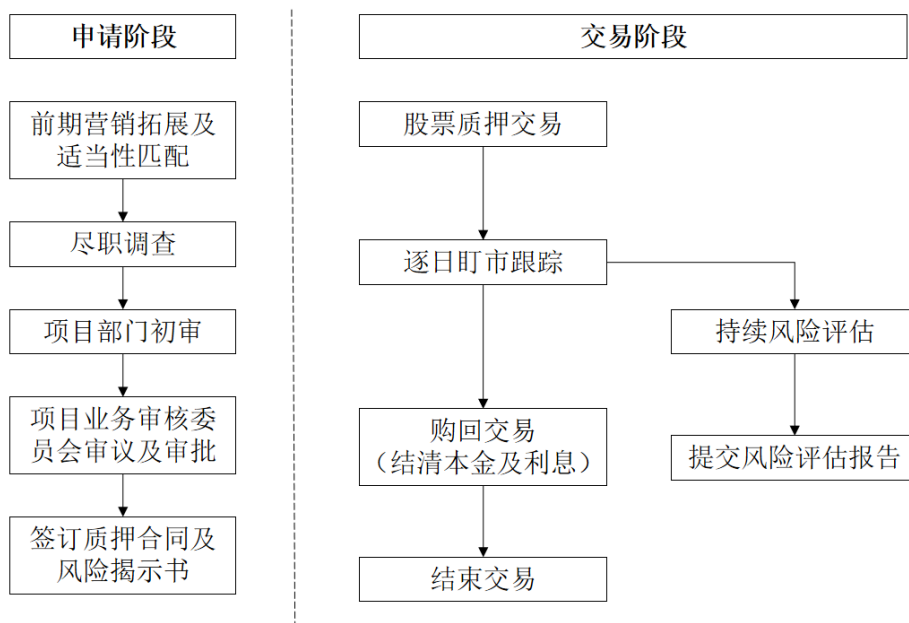 申请阶段
前期营销拓展及
适当性匹配
尽职调查
项目部门初审
项目业务审核委
员会审议及审批
签订质押合同及
风险揭示书
交易阶段
股票质押交易
逐日盯市跟踪
持续风险评估
购回交易
（结清本金及利息）
提交风险评估报告
结束交易